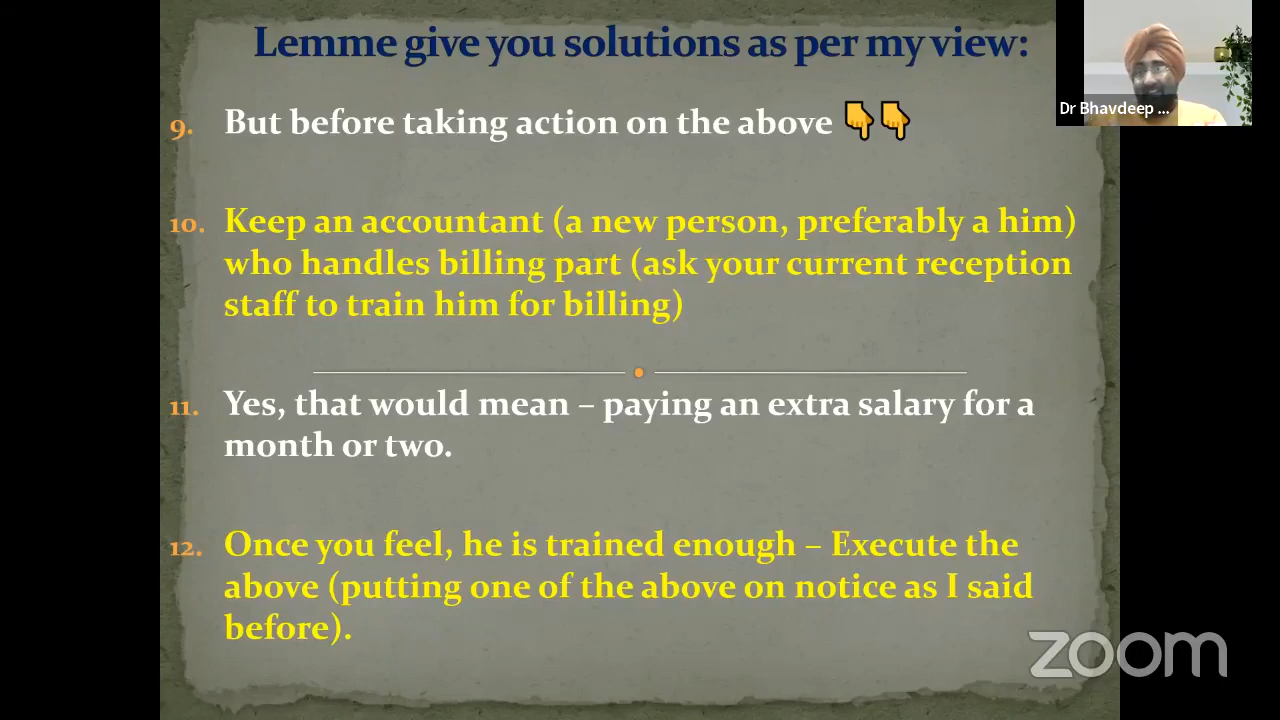 Lemme give you solutions as per my view:
Dr Bhavdeep ...
9. But before taking action on the above 👇👇
10. Keep an accountant (a new person, preferably a him)
who handles billing part (ask your current reception
staff to train him for billing)
11. Yes, that would mean – paying an extra salary for a
month or two.
12. Once you feel, he is trained enough – Execute the
above (putting one of the above on notice as I said
before).
zoom